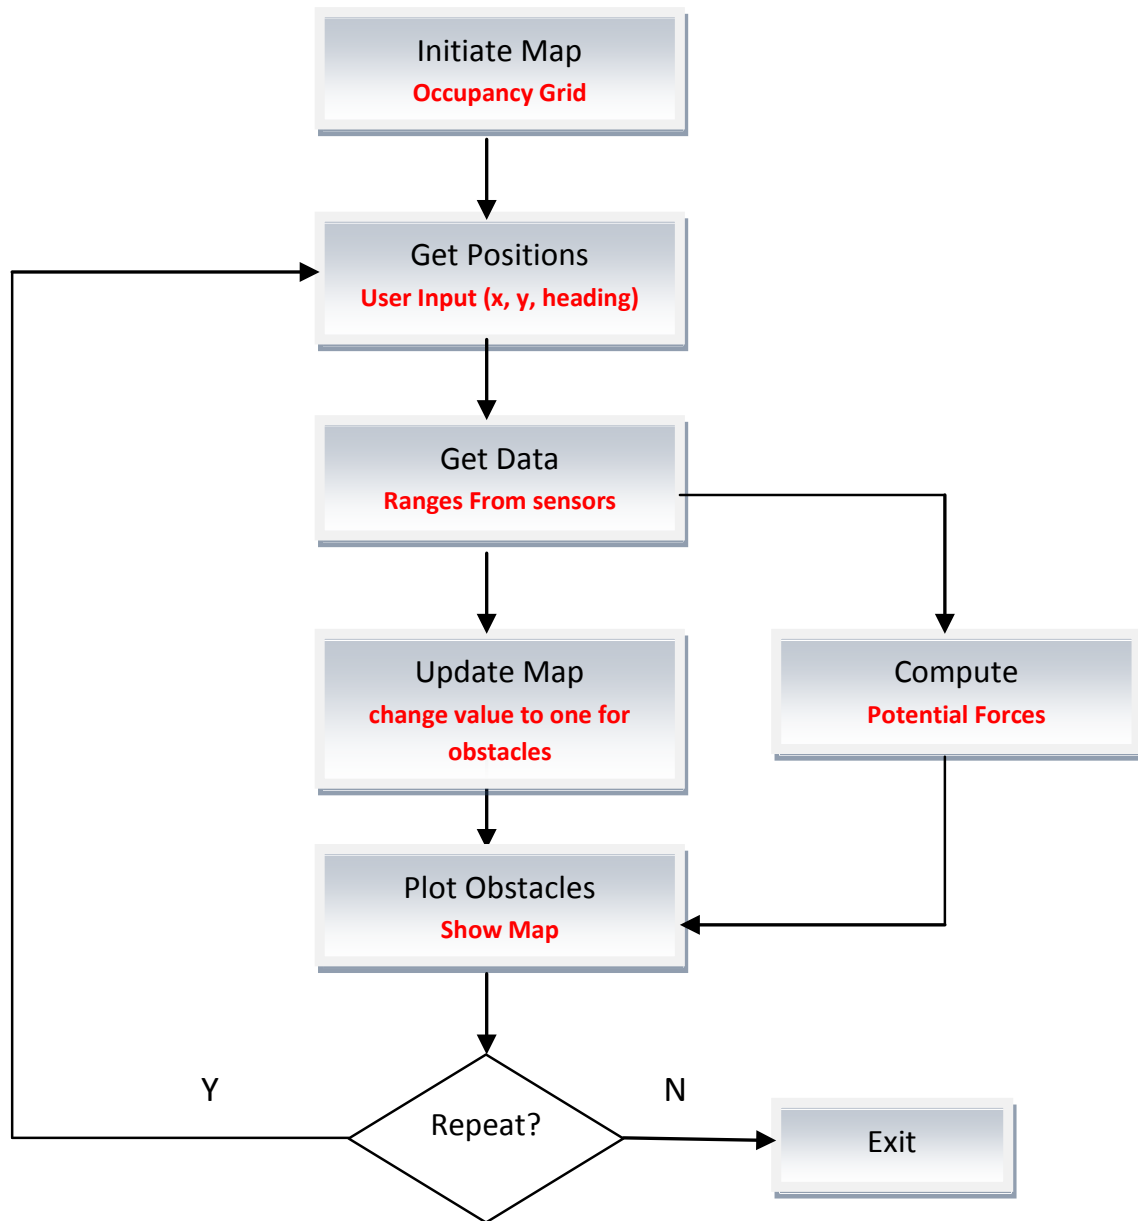 Initiate Map
Occupancy Grid
Get Positions
User Input (x, y, heading)
Get Data
Ranges From sensors
Update Map
change value to one for
obstacles
Compute
Potential Forces
Plot Obstacles
Show Map
Y
N
Repeat?
Exit